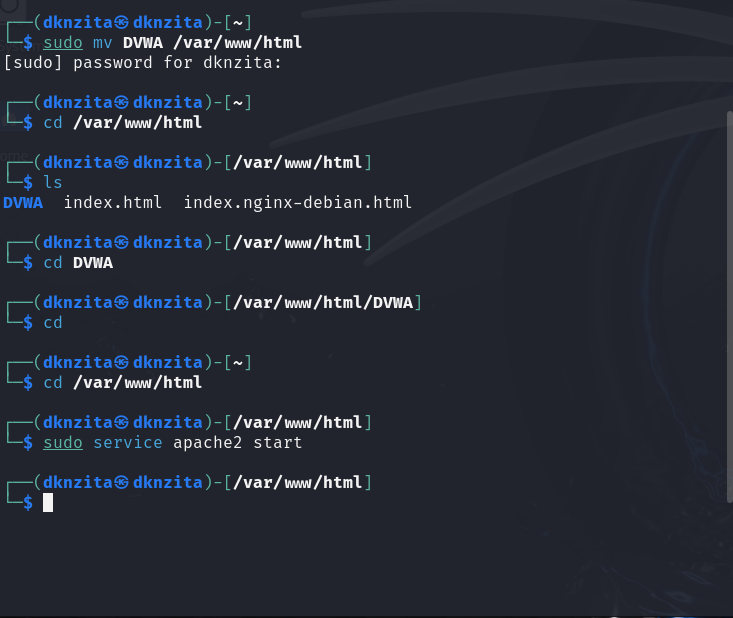 ┌──(dknzita㉿dknzita)-[~]
└─$ sudo mv DVWA /var/www/html
[sudo] password for dknzita:
┌──(dknzita㉿dknzita)-[~]
└─$ cd /var/www/html
┌──(dknzita㉿dknzita)-[/var/www/html]
└─$ ls
DVWA  index.html  index.nginx-debian.html
┌──(dknzita㉿dknzita)-[/var/www/html]
└─$ cd DVWA
┌──(dknzita㉿dknzita)-[/var/www/html/DVWA]
└─$ cd
┌──(dknzita㉿dknzita)-[~]
└─$ cd /var/www/html
┌──(dknzita㉿dknzita)-[/var/www/html]
└─$ sudo service apache2 start
┌──(dknzita㉿dknzita)-[/var/www/html]
└─$